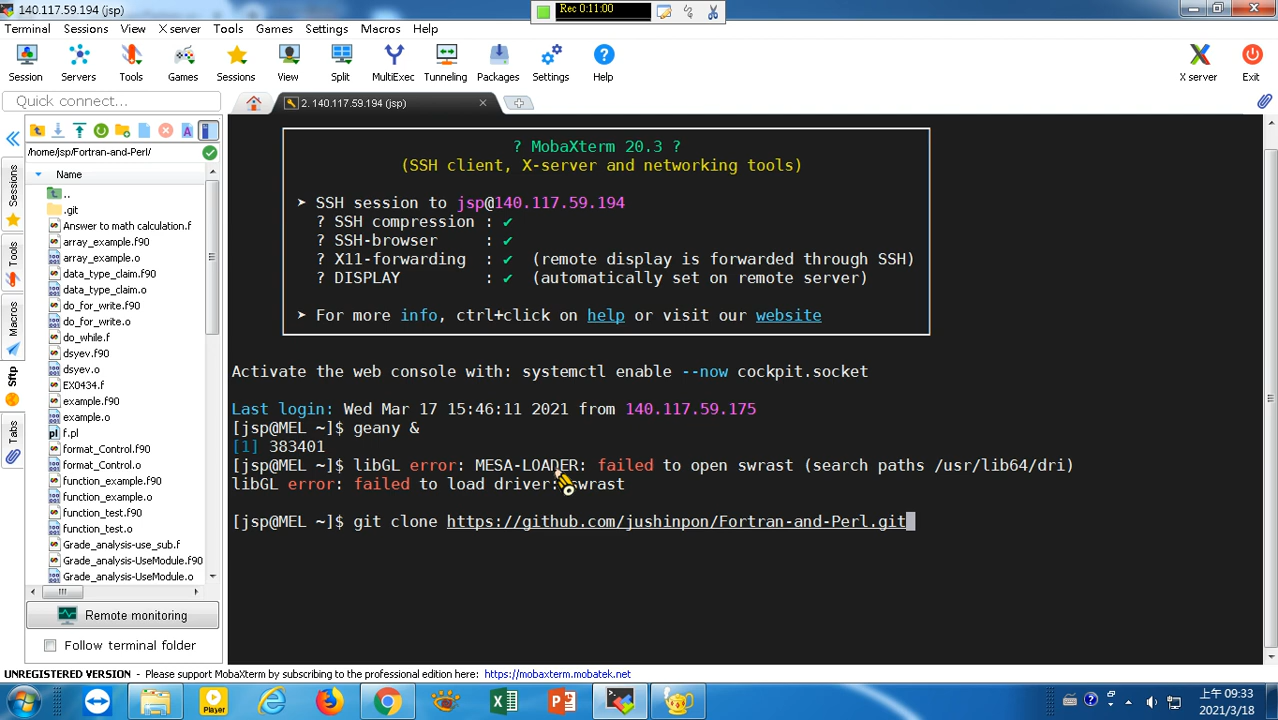 140.117.59.194 (jsp)
Rec 0:11:00
Terminal Sessions View X server Tools Games Settings Macros Help
Session Servers Tools Games Sessions View Split MultiExec Tunneling Packages Settings Help X server Exit
Quick connect...
2. 140.117.59.194 (jsp)
/home/jsp/Fortran-and-Perl/
Name
..
.git
Answer to math calculation.f
array_example.f90
array_example.o
data_type_claim.f90
data_type_claim.o
do_for_write.f90
do_for_write.o
do_while.f
dsyev.f90
dsyev.o
EX0434.f
example.f90
example.o
f.pl
format_Control.f90
format_Control.o
function_example.f90
function_example.o
function_test.f90
function_test.o
Grade_analysis-use_sub.f
Grade_analysis-UseModule.f90
Grade_analysis-UseModule.o
Remote monitoring
Follow terminal folder
Sessions
Tools
Macros
Sftp
Tabs
? MobaXterm 20.3 ?
(SSH client, X-server and networking tools)
➤ SSH session to jsp@140.117.59.194
? SSH compression : ✔
? SSH-browser : ✔
? X11-forwarding : ✔ (remote display is forwarded through SSH)
? DISPLAY : ✔ (automatically set on remote server)
➤ For more info, ctrl+click on help or visit our website
Activate the web console with: systemctl enable --now cockpit.socket
Last login: Wed Mar 17 15:46:11 2021 from 140.117.59.175
[jsp@MEL ~]$ geany &
[1] 383401
[jsp@MEL ~]$ libGL error: MESA-LOADER: failed to open swrast (search paths /usr/lib64/dri)
libGL error: failed to load driver: swrast
[jsp@MEL ~]$ git clone https://github.com/jushinpon/Fortran-and-Perl.git
UNREGISTERED VERSION - Please support MobaXterm by subscribing to the professional edition here: https://mobaxterm.mobatek.net
Player
上午 09:33
2021/3/18